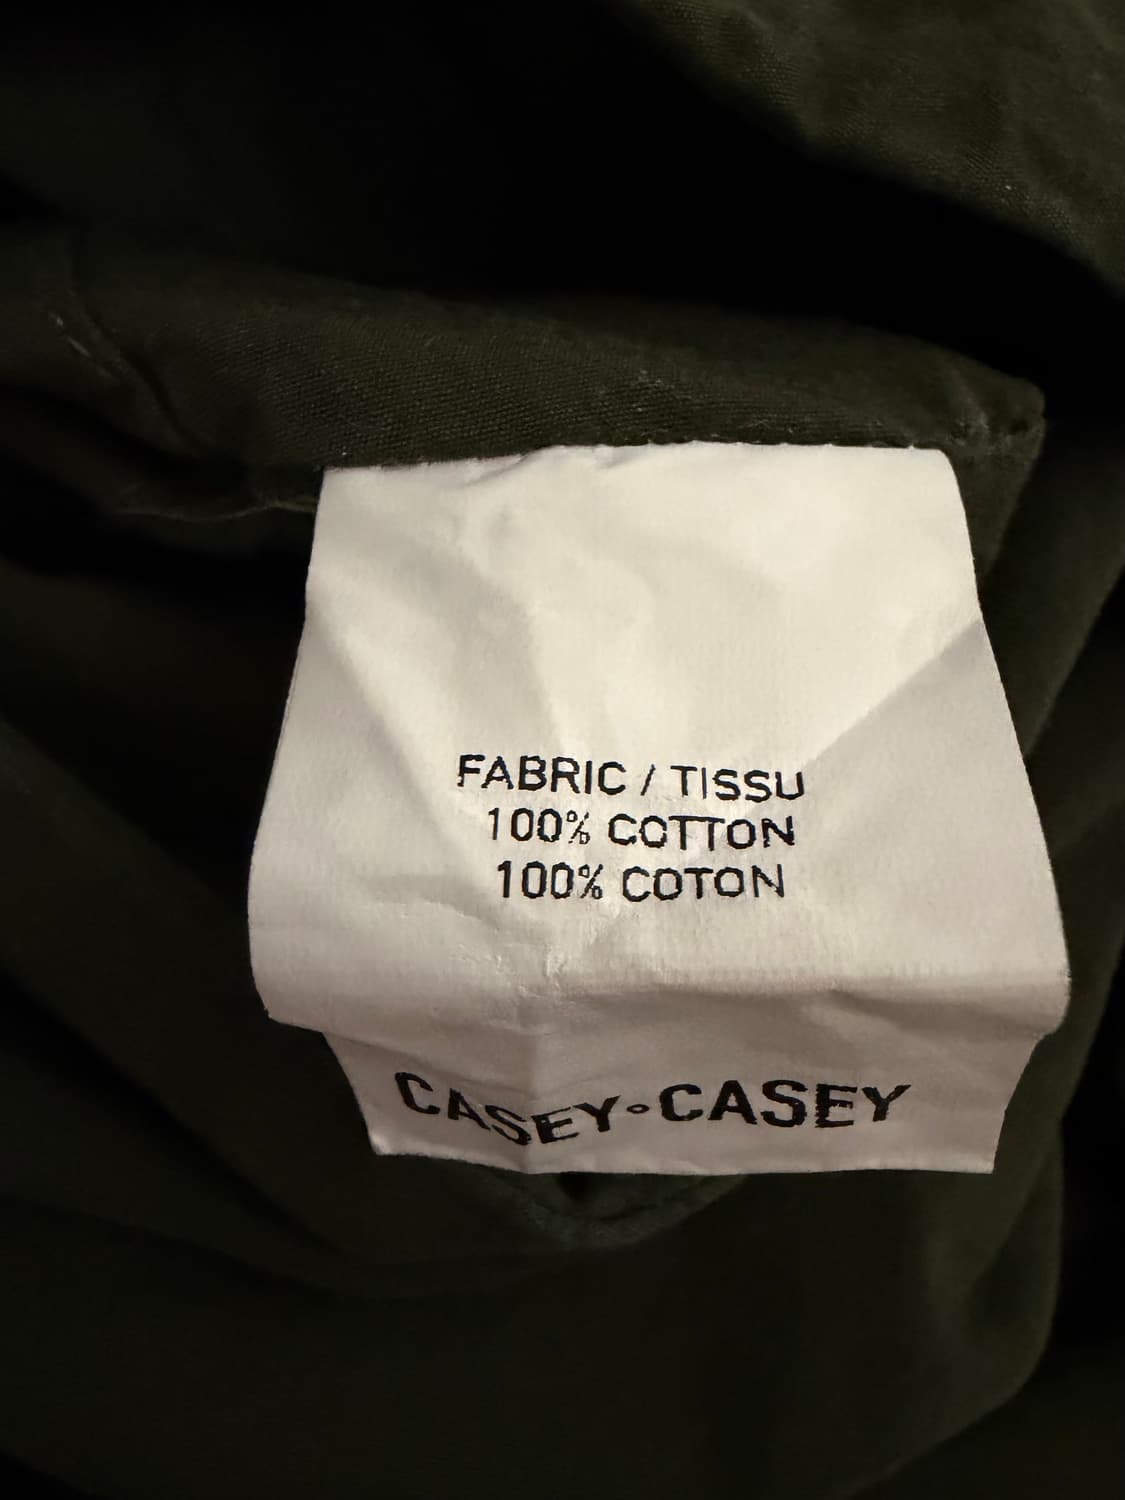 FABRIC / TISSU
100% COTTON
100% COTON
CASEY∘CASEY